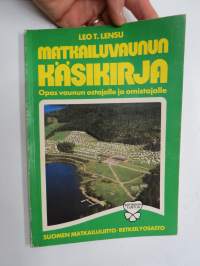 LEO T. LENSU
MATKAILUVAUNUN
KÄSIKIRJA
Opas vaunun ostajalle ja omistajalle
SUOMEN MATKAILULIITTO · RETKEILYOSASTO